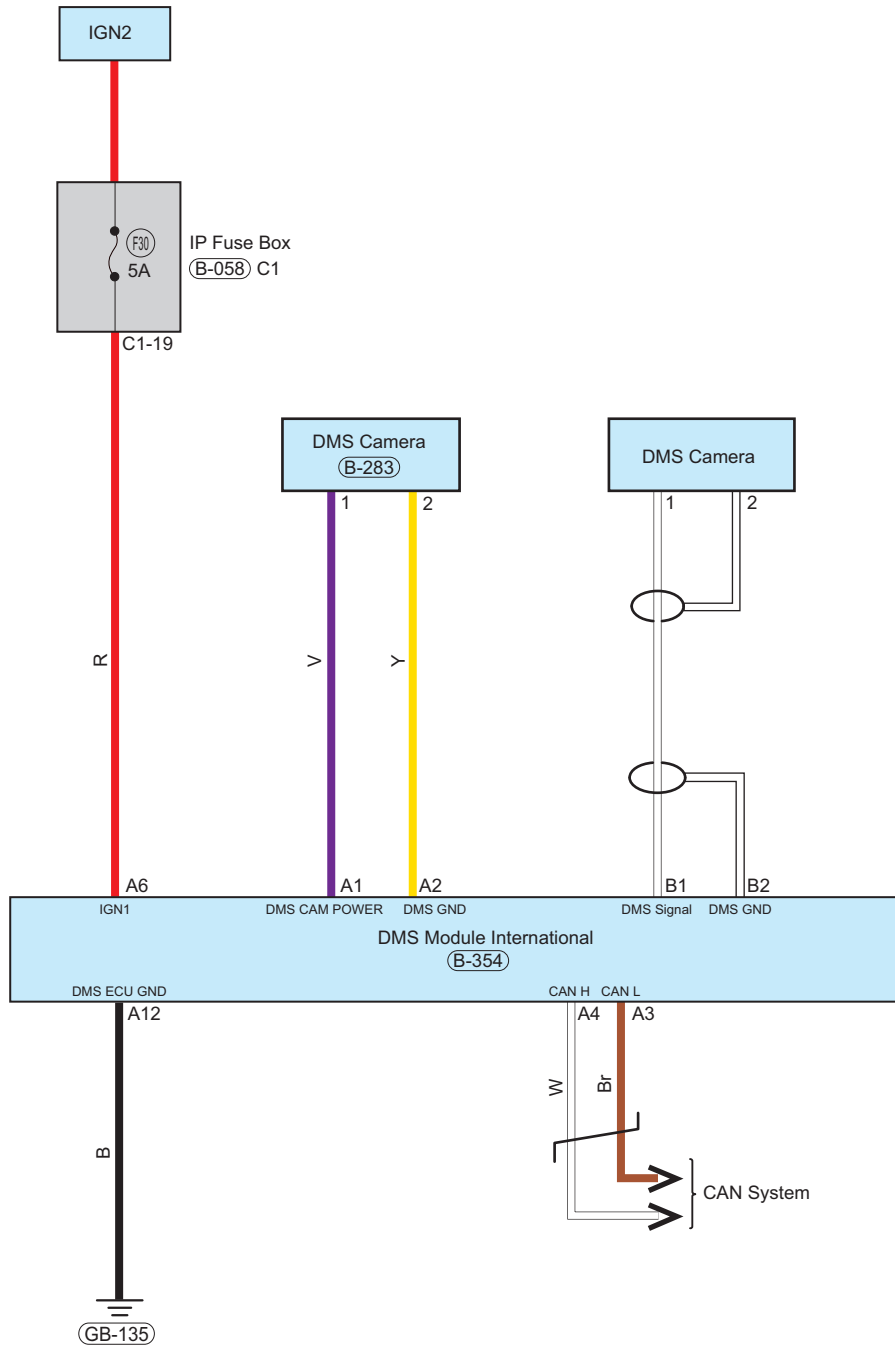 IGN2
F30
5A
IP Fuse Box
B-058 C1
C1-19
DMS Camera
B-283
1
2
DMS Camera
1
2
R
V
Y
A6
A1
A2
B1
B2
IGN1
DMS CAM POWER
DMS GND
DMS Signal
DMS GND
DMS Module International
B-354
DMS ECU GND
CAN H
CAN L
A12
A4
A3
B
W
Br
CAN System
GB-135